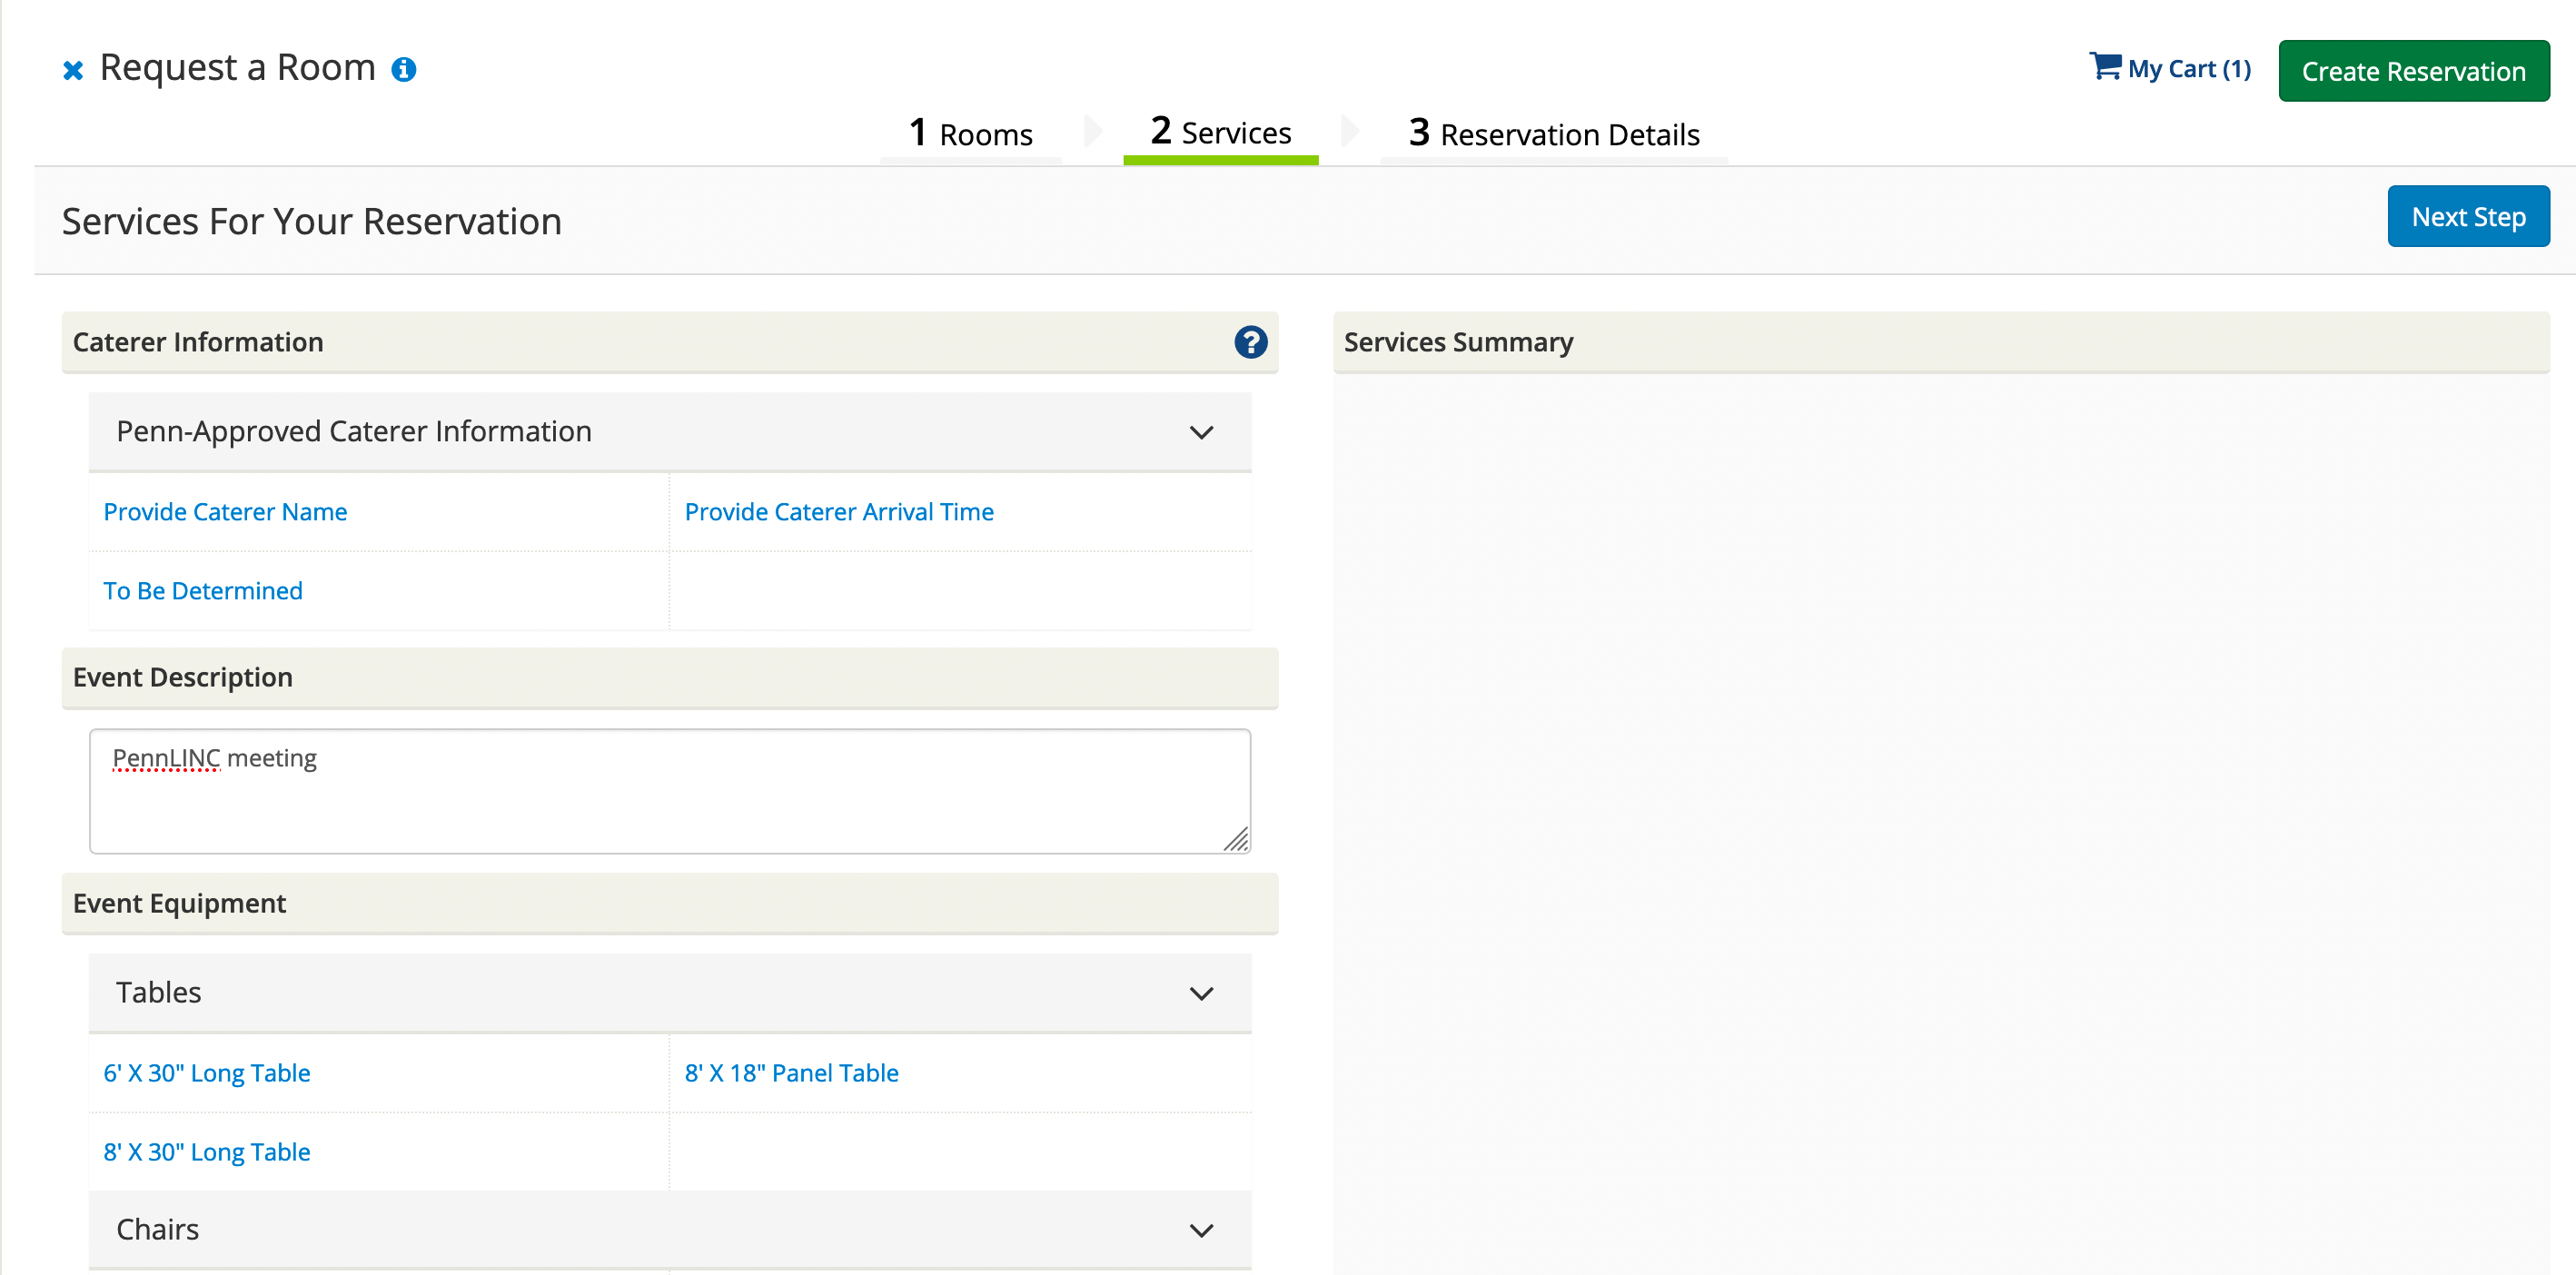 Request a Room
My Cart (1)
Create Reservation
1 Rooms
2 Services
3 Reservation Details
Services For Your Reservation
Next Step
Caterer Information
Penn-Approved Caterer Information
Provide Caterer Name
Provide Caterer Arrival Time
To Be Determined
Event Description
PennLINC meeting
Event Equipment
Tables
6' X 30" Long Table
8' X 18" Panel Table
8' X 30" Long Table
Chairs
Services Summary